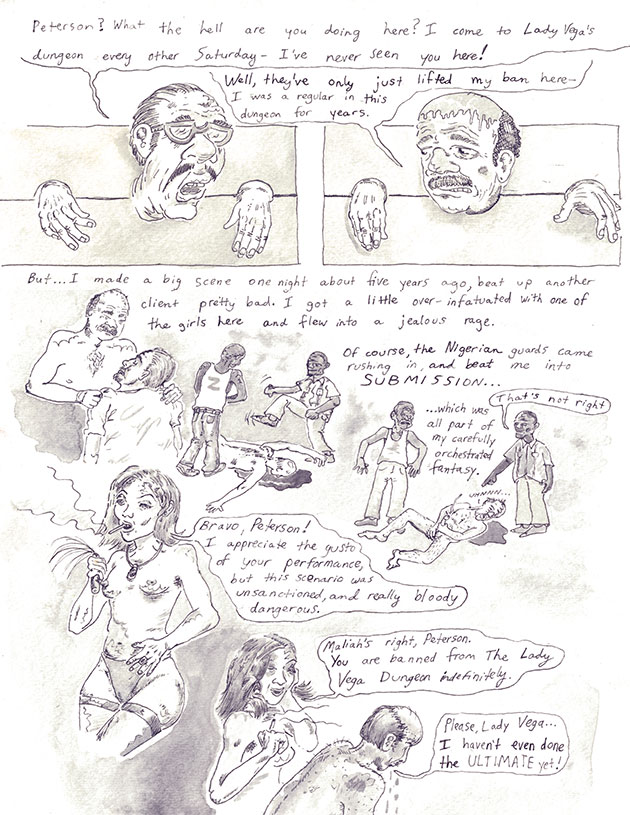 Peterson? What the hell are you doing here? I come to Lady Vega's
dungeon every other Saturday- I've never seen you here!
Well, they've only just lifted my ban here-
I was a regular in this
dungeon for years.
But... I made a big scene one night about five years ago, beat up another
client pretty bad. I got a little over-infatuated with one of
the girls here and flew into a jealous rage.
Of course, the Nigerian guards came
rushing in, and beat me into
SUBMISSION...
Z
...which was
all part of
my carefully
orchestrated
fantasy.
That's not right
UHNNN...
Bravo, Peterson!
I appreciate the gusto
of your performance,
but this scenario was
unsanctioned, and really bloody
dangerous.
Maliah's right, Peterson.
You are banned from The Lady
Vega Dungeon indefinitely.
Please, Lady Vega...
I haven't even done
the ULTIMATE yet!